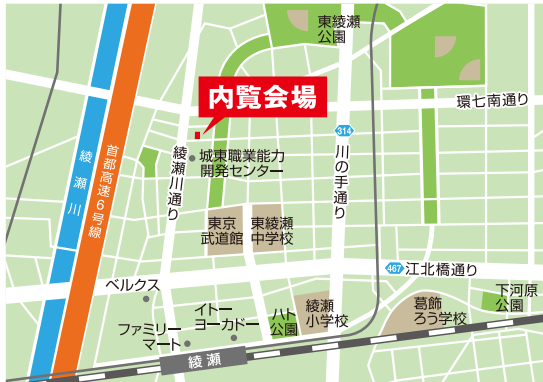 東綾瀬
公園
内覧会場
環七南通り
314
綾瀬川
首都高速6号線
綾瀬川通り
城東職業能力
開発センター
川の手通り
東京
武道館
東綾瀬
中学校
467
江北橋通り
ベルクス
イトー
ヨーカドー
ファミリー
マート
ハト
公園
綾瀬
小学校
葛飾
ろう学校
下河原
公園
綾瀬